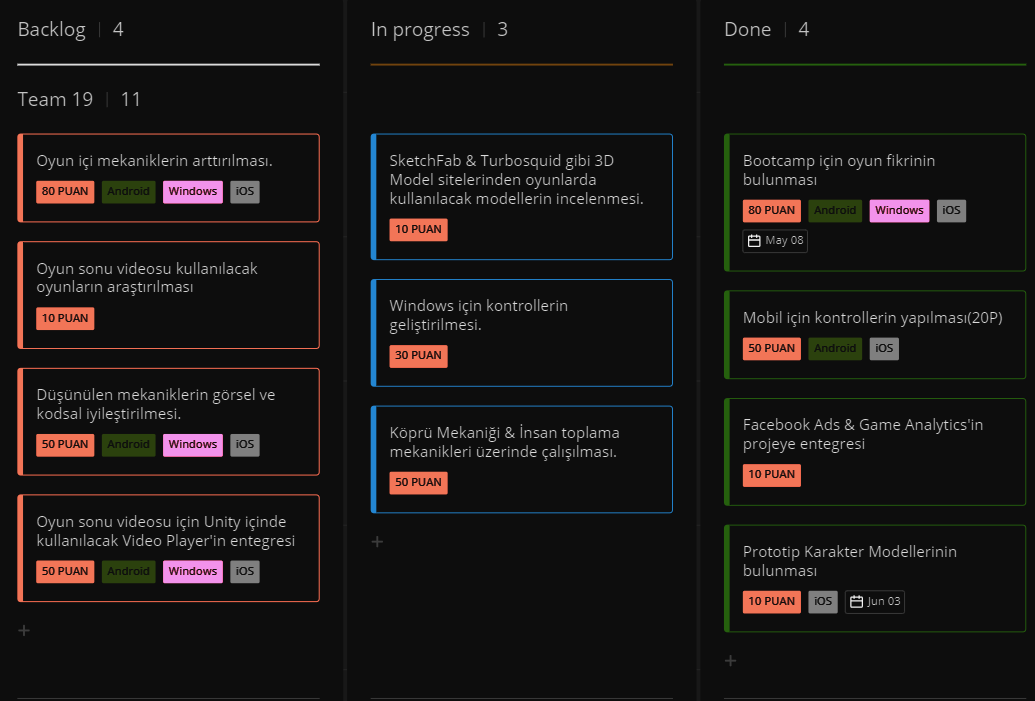 Backlog | 4
Team 19 | 11
Oyun içi mekaniklerin arttırılması.
80 PUAN Android Windows iOS
Oyun sonu videosu kullanılacak
oyunların araştırılması
10 PUAN
Düşünülen mekaniklerin görsel ve
kodsal iyileştirilmesi.
50 PUAN Android Windows iOS
Oyun sonu videosu için Unity içinde
kullanılacak Video Player'in entegresi
50 PUAN Android Windows iOS
+
In progress | 3
SketchFab & Turbosquid gibi 3D
Model sitelerinden oyunlarda
kullanılacak modellerin incelenmesi.
10 PUAN
Windows için kontrollerin
geliştirilmesi.
30 PUAN
Köprü Mekaniği & İnsan toplama
mekanikleri üzerinde çalışılması.
50 PUAN
+
Done | 4
Bootcamp için oyun fikrinin
bulunması
80 PUAN Android Windows iOS
May 08
Mobil için kontrollerin yapılması(20P)
50 PUAN Android iOS
Facebook Ads & Game Analytics'in
projeye entegresi
10 PUAN
Prototip Karakter Modellerinin
bulunması
10 PUAN iOS Jun 03
+